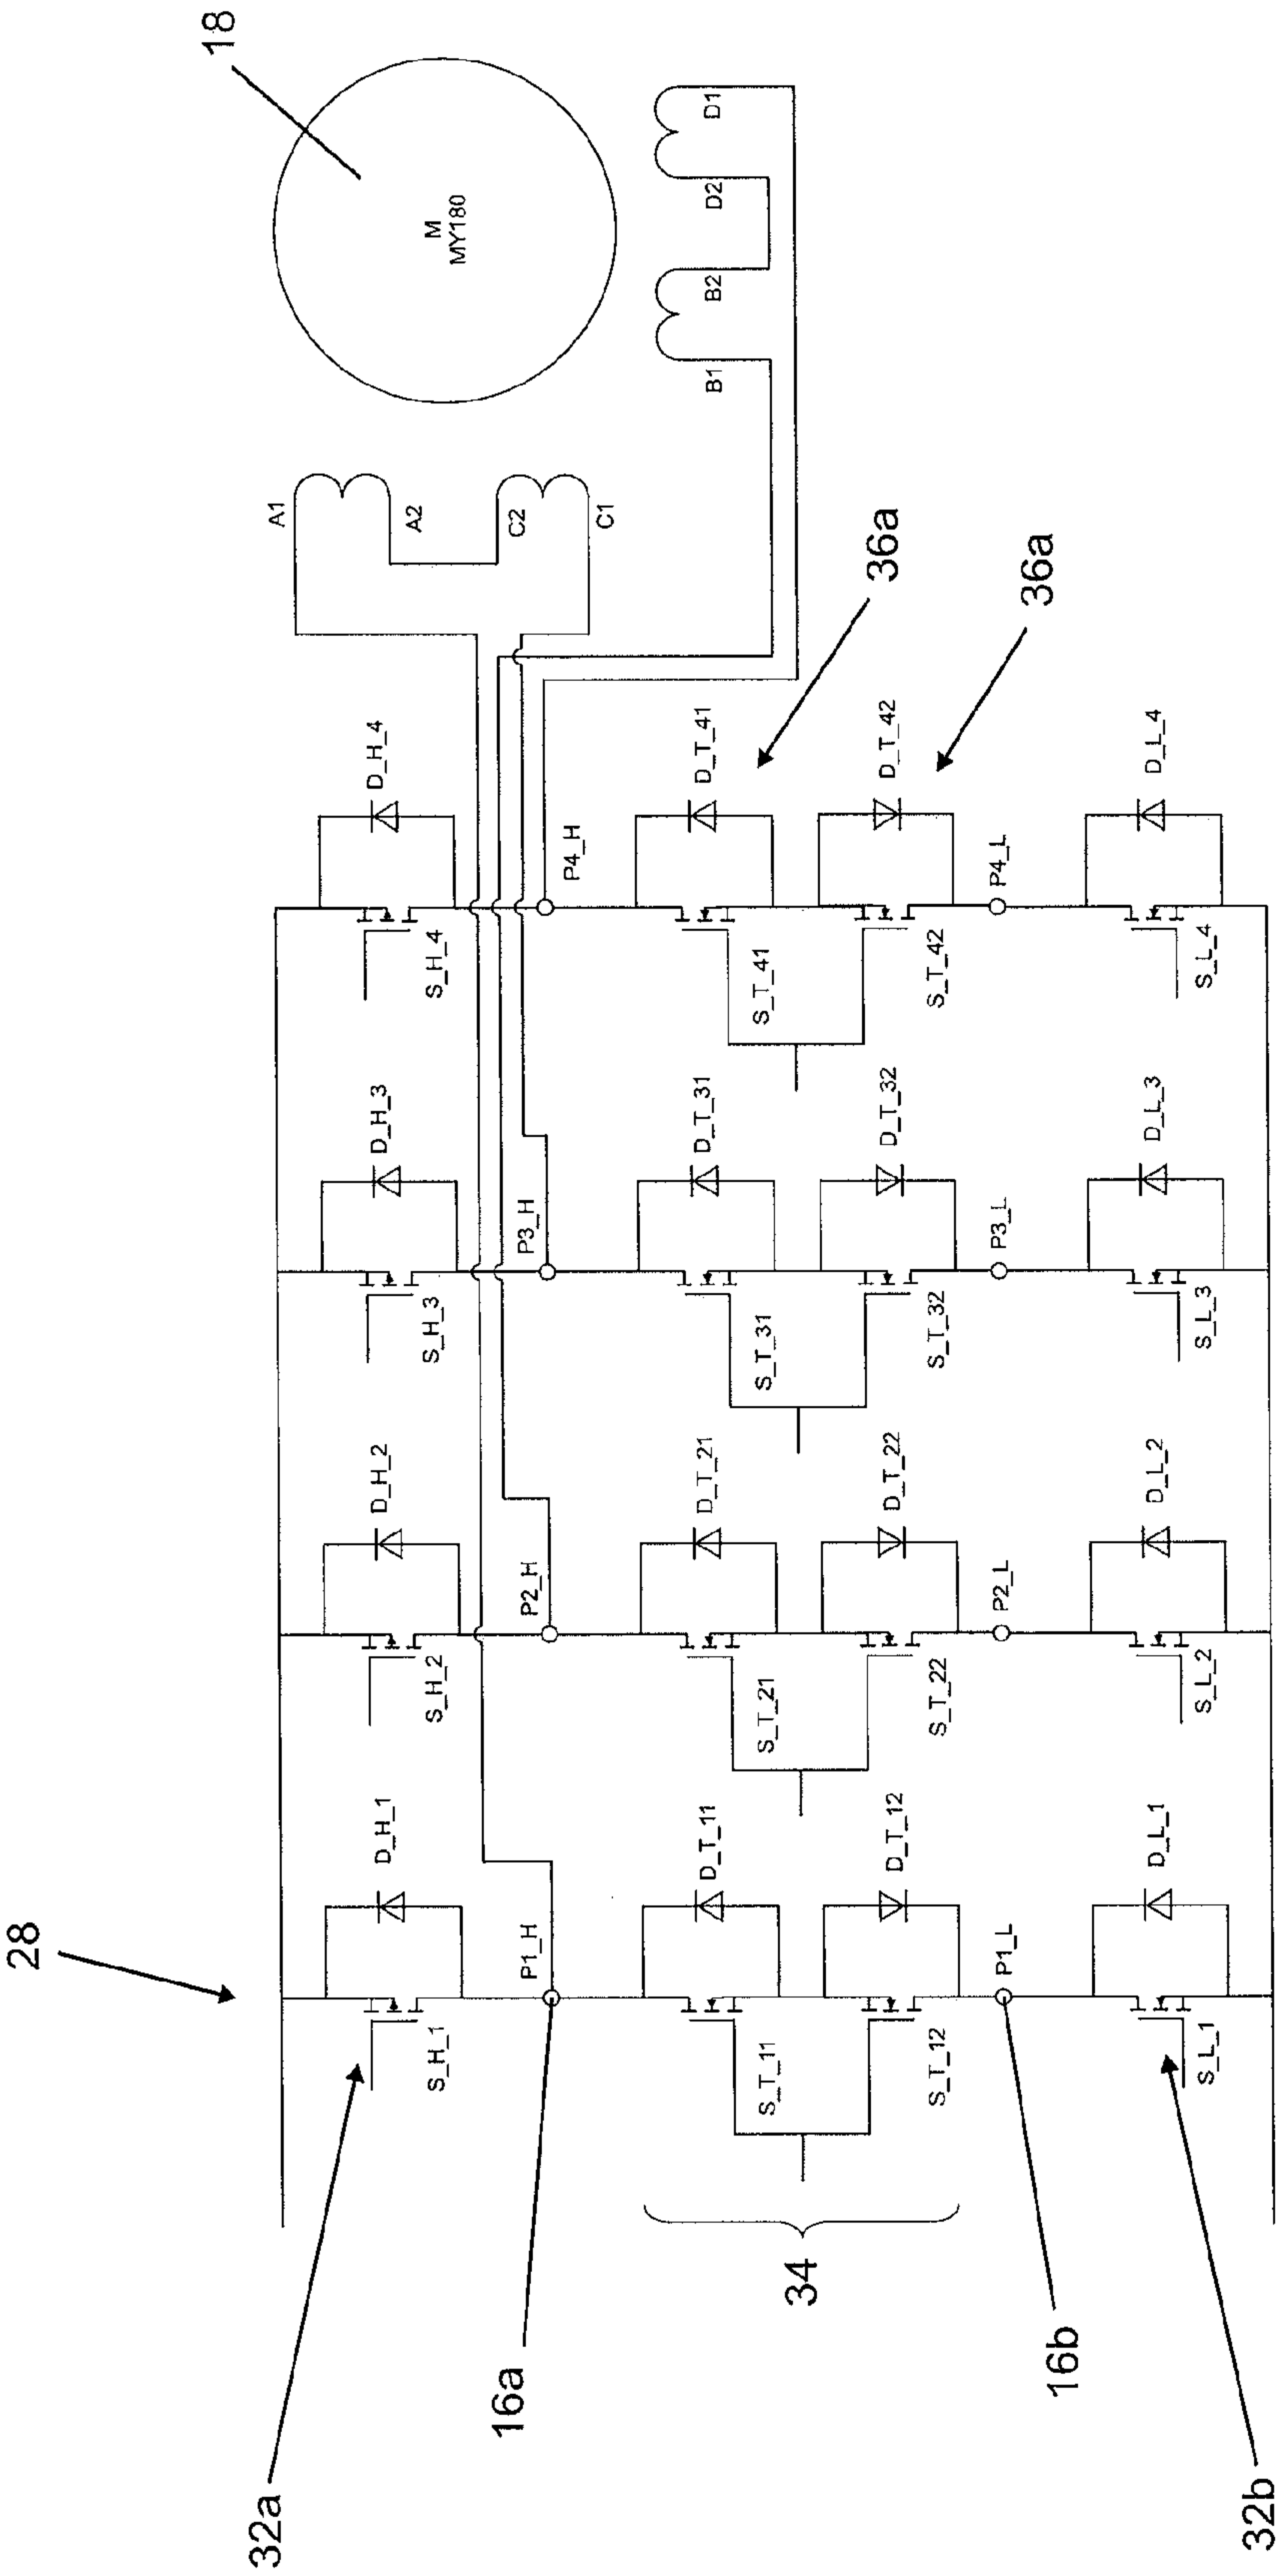 18
M
MY180
D1
D2
B2
B1
A1
A2
C2
C1
36a
36a
28
D_H_1
D_H_2
D_H_3
D_H_4
S_H_1
S_H_2
S_H_3
S_H_4
32a
P1_H
P2_H
P3_H
P4_H
16a
D_T_11
D_T_21
D_T_31
D_T_41
S_T_11
S_T_21
S_T_31
S_T_41
34
D_T_12
D_T_22
D_T_32
D_T_42
S_T_12
S_T_22
S_T_32
S_T_42
P1_L
P2_L
P3_L
P4_L
16b
D_L_1
D_L_2
D_L_3
D_L_4
S_L_1
S_L_2
S_L_3
S_L_4
32b